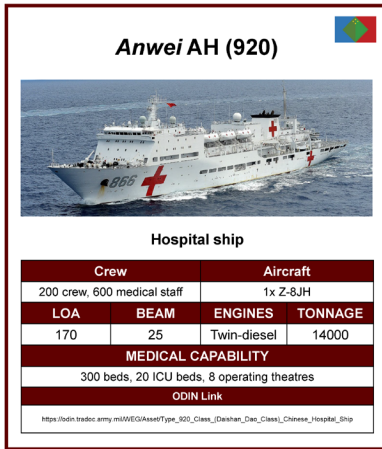 Anwei AH (920)
866
Hospital ship
Crew Aircraft
200 crew, 600 medical staff 1x Z-8JH
LOA BEAM ENGINES TONNAGE
170 25 Twin-diesel 14000
MEDICAL CAPABILITY
300 beds, 20 ICU beds, 8 operating theatres
ODIN Link
https://odin.tradoc.army.mil/WEG/Asset/Type_920_Class_(Daishan_Dao_Class)_Chinese_Hospital_Ship